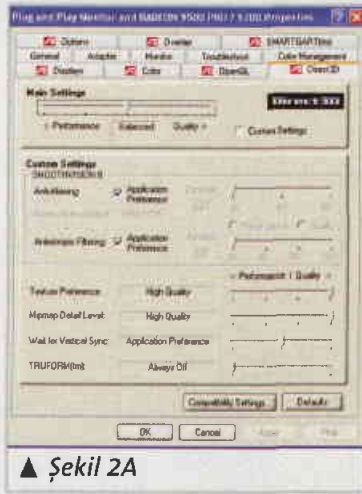 Plug and Play Monitor and RADEON 9500 PRO / 9700 Properties
Options Overlay SMARTGART(tm)
General Adapter Monitor Troubleshoot Color Management
Displays Color OpenGL Direct3D
Main Settings
< Performance Balanced Quality > Custom Settings
Custom Settings
SMOOTHVISION
Application Preference
Anisotropic Filtering Application Preference
< Performance | Quality >
Texture Preference High Quality
Mipmap Detail Level: High Quality
Wait for Vertical Sync: Application Preference
TRUFORM(tm): Always Off
Compatibility Settings Defaults
OK Cancel Apply Help
▲ Şekil 2A